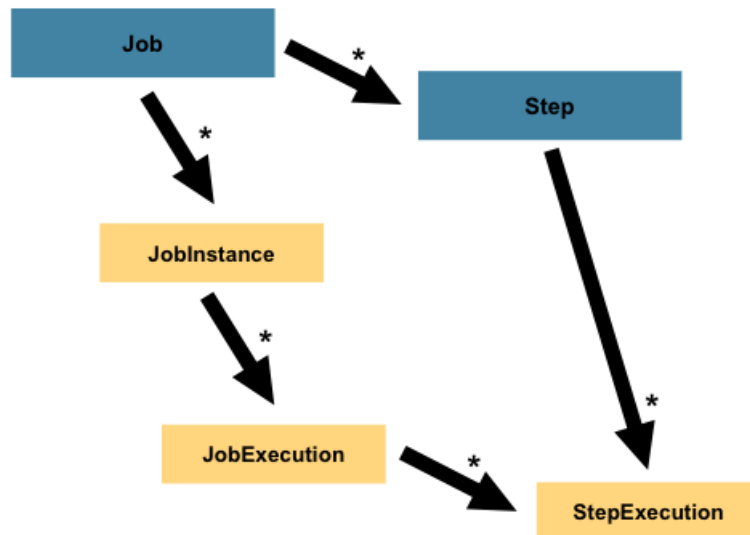 Job
*
Step
*
JobInstance
*
*
JobExecution
*
StepExecution